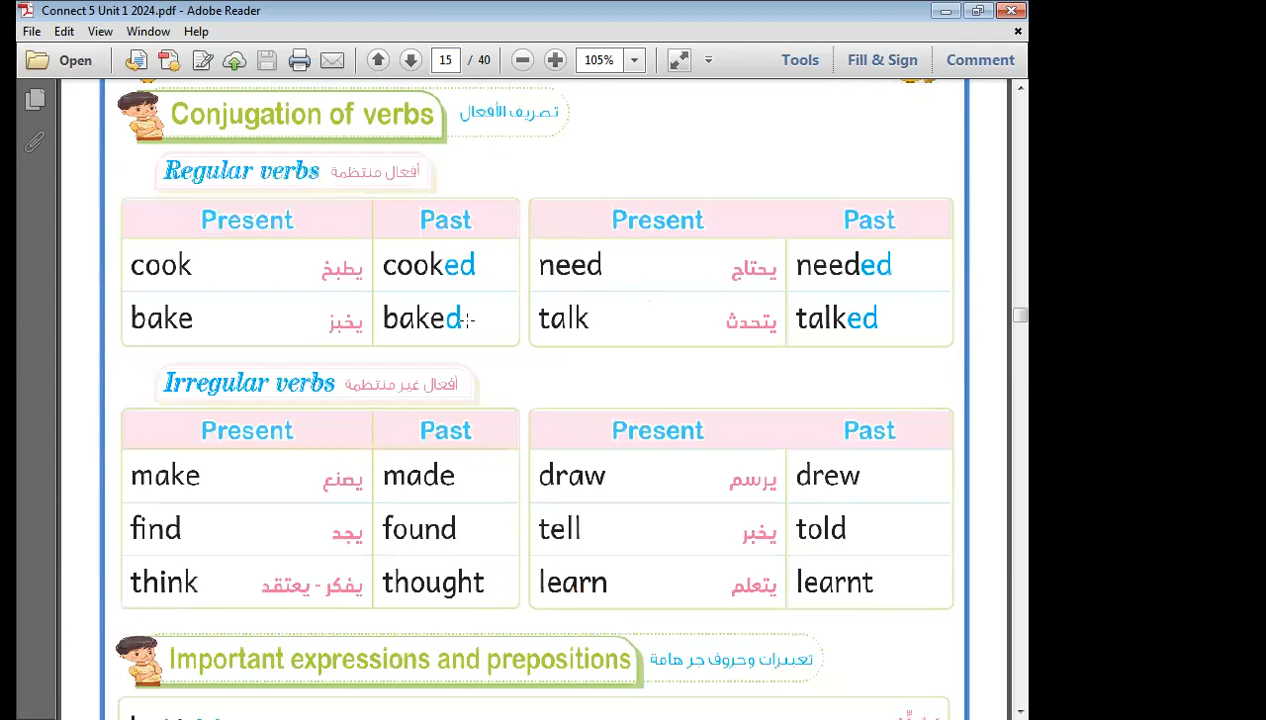 Connect 5 Unit 1 2024.pdf - Adobe Reader
File Edit View Window Help
Open 15 / 40 105% Tools Fill & Sign Comment
Conjugation of verbs تصريف الأفعال
Regular verbs أفعال منتظمة
Present Past Present Past
cook يطبخ cooked need يحتاج needed
bake يخبز baked talk يتحدث talked
Irregular verbs أفعال غير منتظمة
Present Past Present Past
make يصنع made draw يرسم drew
find يجد found tell يخبر told
think يفكر - يعتقد thought learn يتعلم learnt
Important expressions and prepositions تعبيرات وحروف جر هامة